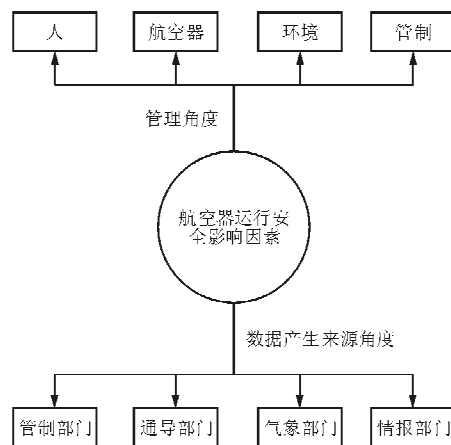 人 航空器 环境 管制
管理角度
航空器运行安
全影响因素
数据产生来源角度
管制部门 通导部门 气象部门 情报部门